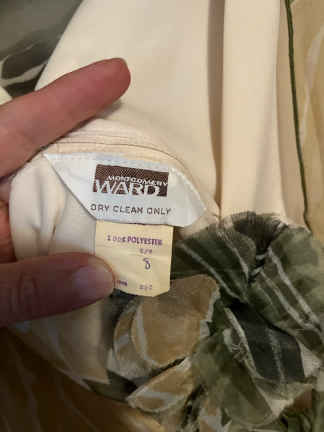 MONTGOMERY
WARD
DRY CLEAN ONLY
100% POLYESTER
8